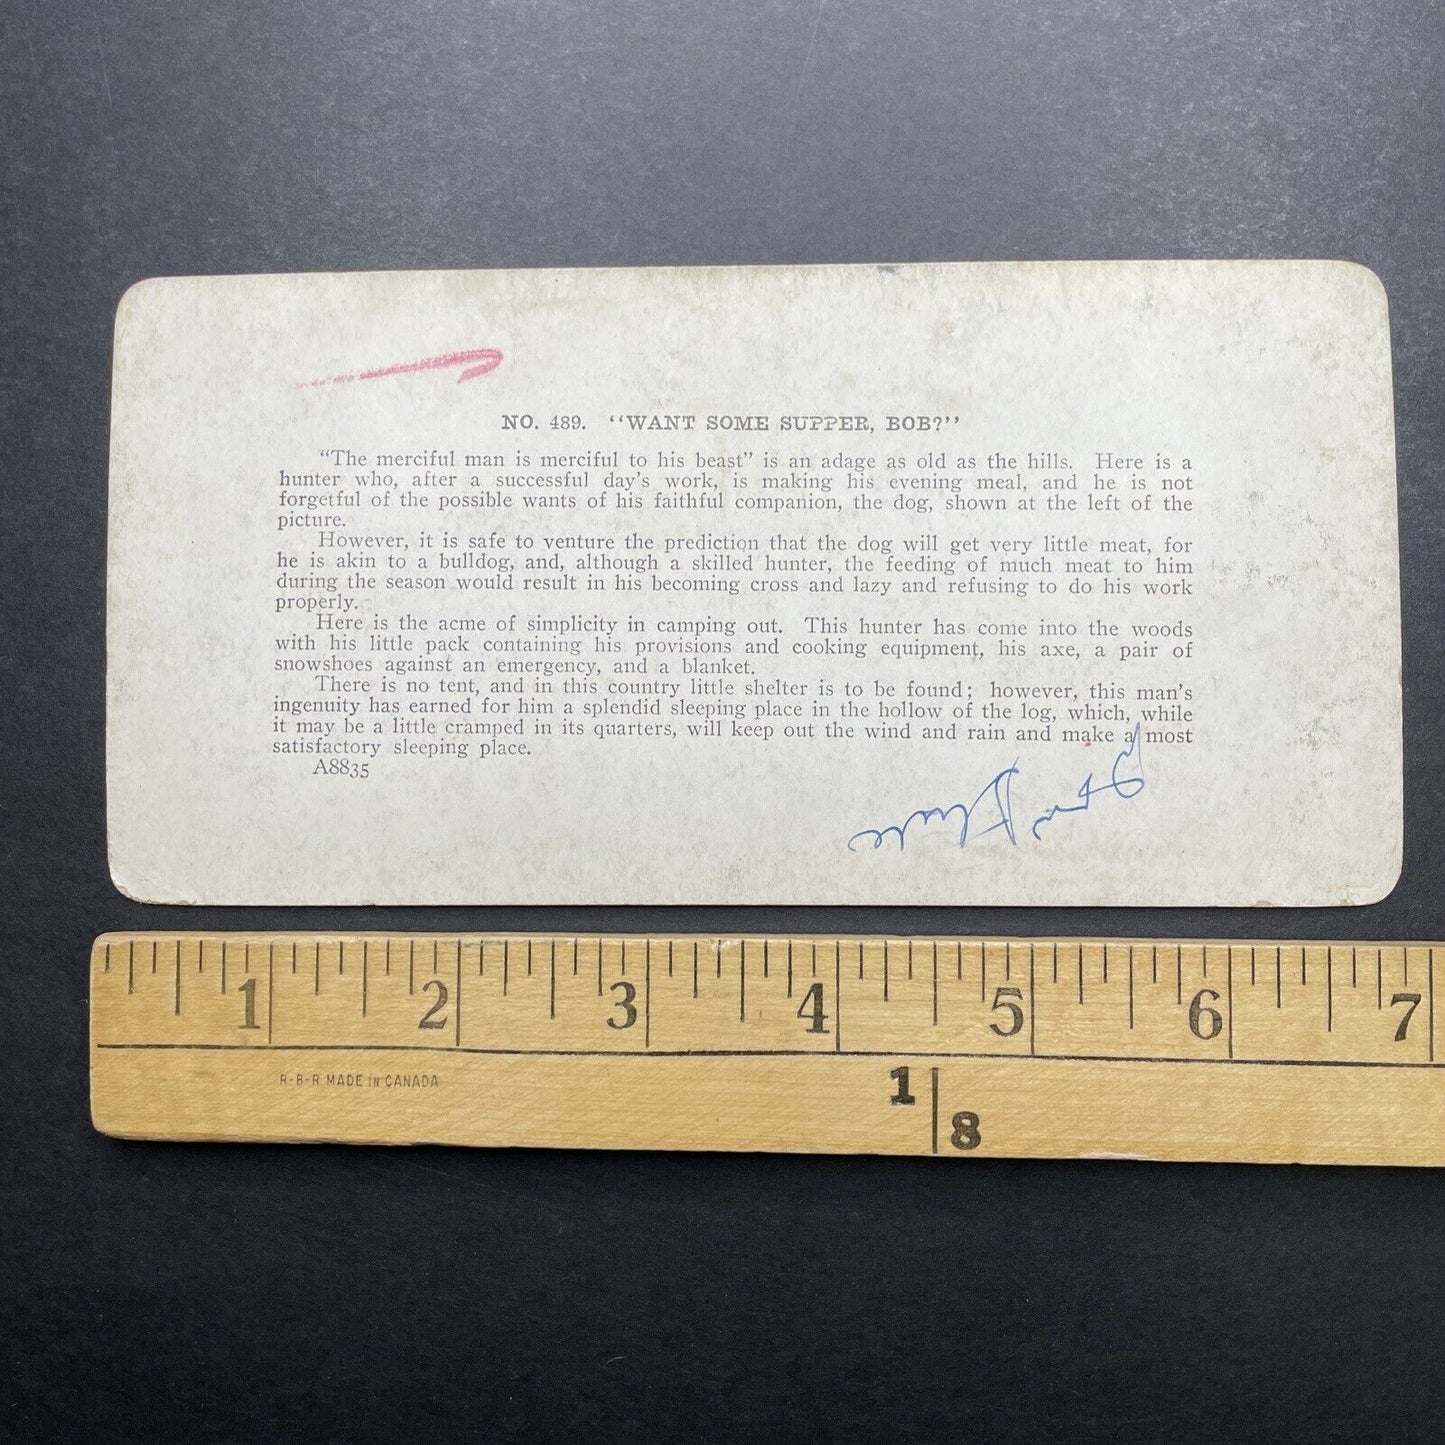 NO. 489. "WANT SOME SUPPER, BOB?"
"The merciful man is merciful to his beast" is an adage as old as the hills. Here is a
hunter who, after a successful day's work, is making his evening meal, and he is not
forgetful of the possible wants of his faithful companion, the dog, shown at the left of the
picture.
However, it is safe to venture the prediction that the dog will get very little meat, for
he is akin to a bulldog, and, although a skilled hunter, the feeding of much meat to him
during the season would result in his becoming cross and lazy and refusing to do his work
properly.
Here is the acme of simplicity in camping out. This hunter has come into the woods
with his little pack containing his provisions and cooking equipment, his axe, a pair of
snowshoes against an emergency, and a blanket.
There is no tent, and in this country little shelter is to be found; however, this man's
ingenuity has earned for him a splendid sleeping place in the hollow of the log, which, while
it may be a little cramped in its quarters, will keep out the wind and rain and make a most
satisfactory sleeping place.
A8835
1 2 3 4 5 6 7
R-B-R MADE IN CANADA
1
8